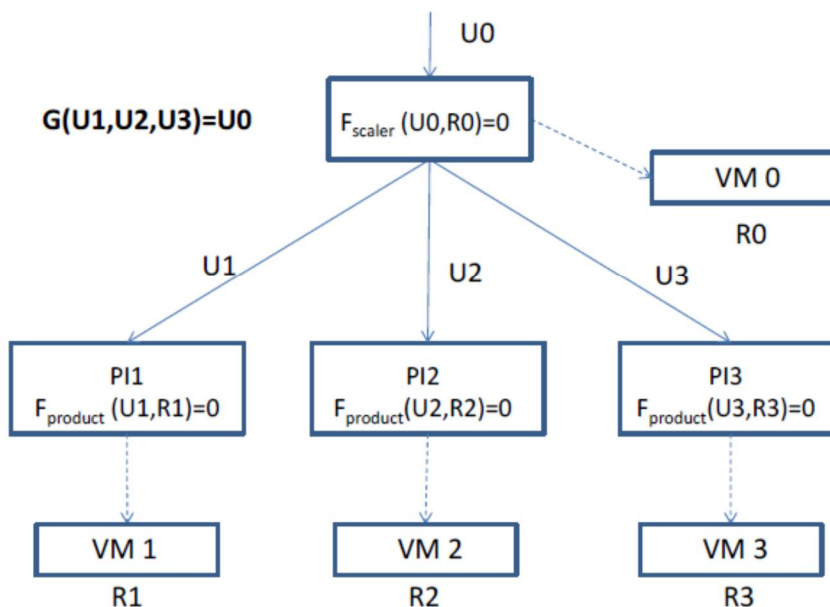 U0
G(U1,U2,U3)=U0
Fscaler (U0,R0)=0
VM 0
R0
U1
U2
U3
PI1
Fproduct (U1,R1)=0
PI2
Fproduct(U2,R2)=0
PI3
Fproduct(U3,R3)=0
VM 1
VM 2
VM 3
R1
R2
R3